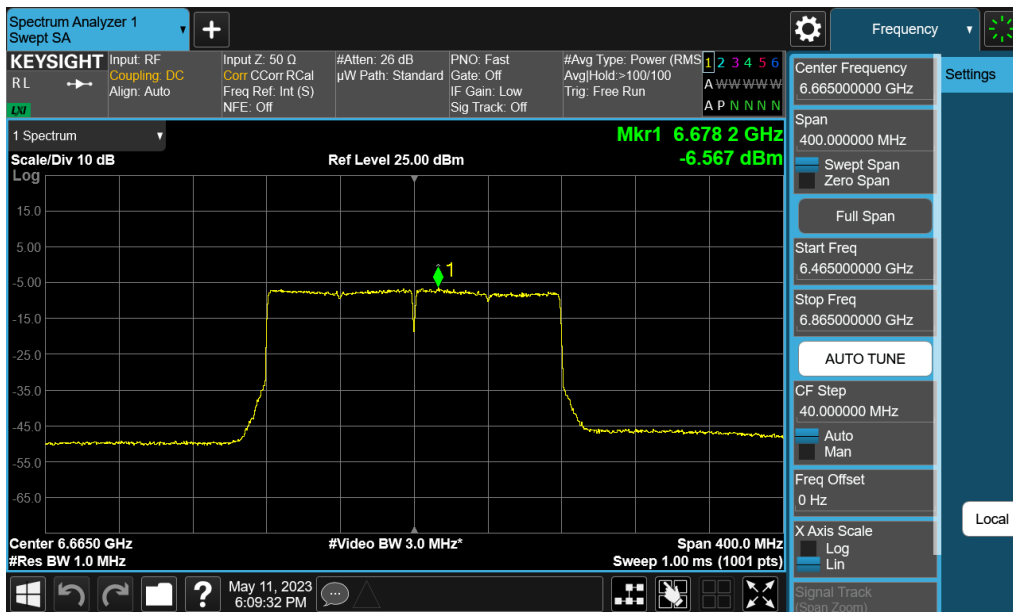 Spectrum Analyzer 1
Swept SA
Frequency
KEYSIGHT
R L
LXI
Input: RF
Coupling: DC
Align: Auto
Input Z: 50 Ω
Corr CCorr RCal
Freq Ref: Int (S)
NFE: Off
#Atten: 26 dB
µW Path: Standard
PNO: Fast
Gate: Off
IF Gain: Low
Sig Track: Off
#Avg Type: Power (RMS
Avg|Hold:>100/100
Trig: Free Run
1 2 3 4 5 6
A W W W W W
A P N N N N
1 Spectrum
Scale/Div 10 dB
Ref Level 25.00 dBm
Mkr1 6.678 2 GHz
-6.567 dBm
Log
15.0
5.00
-5.00
-15.0
-25.0
-35.0
-45.0
-55.0
-65.0
1
Center 6.6650 GHz
#Video BW 3.0 MHz*
Span 400.0 MHz
#Res BW 1.0 MHz
Sweep 1.00 ms (1001 pts)
Center Frequency
6.665000000 GHz
Span
400.000000 MHz
Swept Span
Zero Span
Full Span
Start Freq
6.465000000 GHz
Stop Freq
6.865000000 GHz
AUTO TUNE
CF Step
40.000000 MHz
Auto
Man
Freq Offset
0 Hz
X Axis Scale
Log
Lin
Signal Track
(Span Zoom)
Settings
Local
?
May 11, 2023
6:09:32 PM